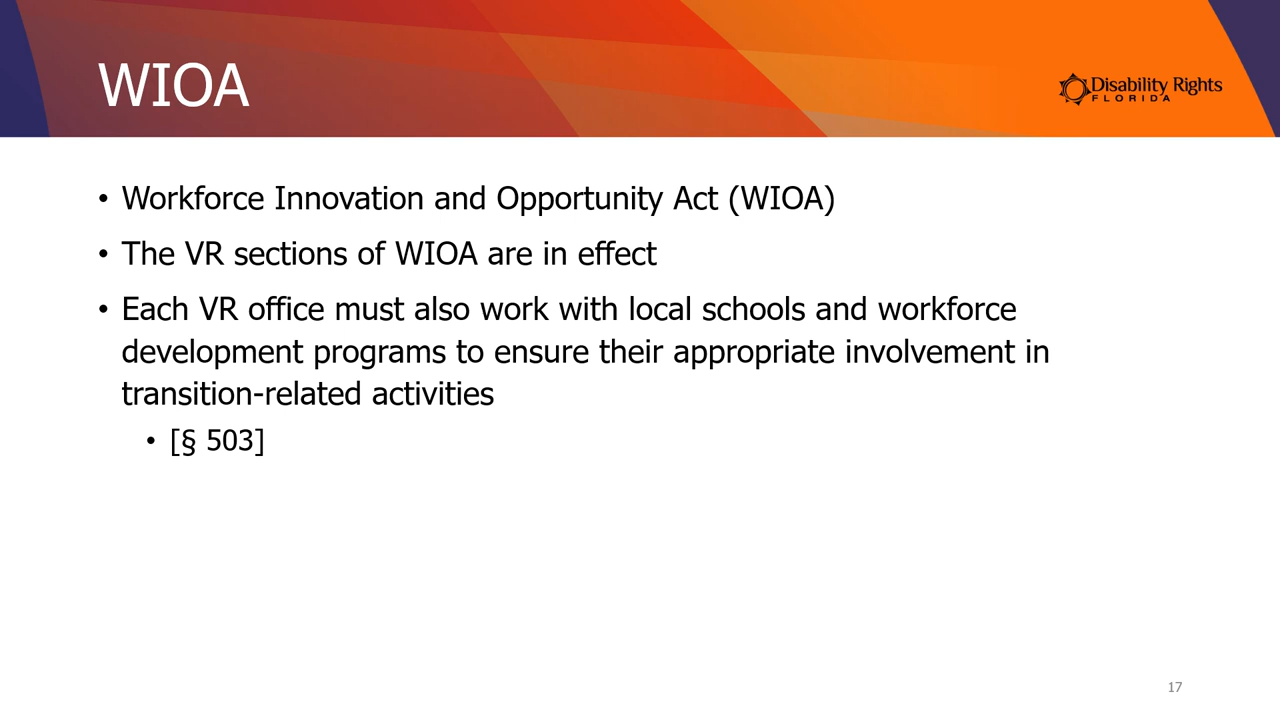 WIOA
Disability Rights
FLORIDA
• Workforce Innovation and Opportunity Act (WIOA)
• The VR sections of WIOA are in effect
• Each VR office must also work with local schools and workforce
development programs to ensure their appropriate involvement in
transition-related activities
• [§ 503]
17